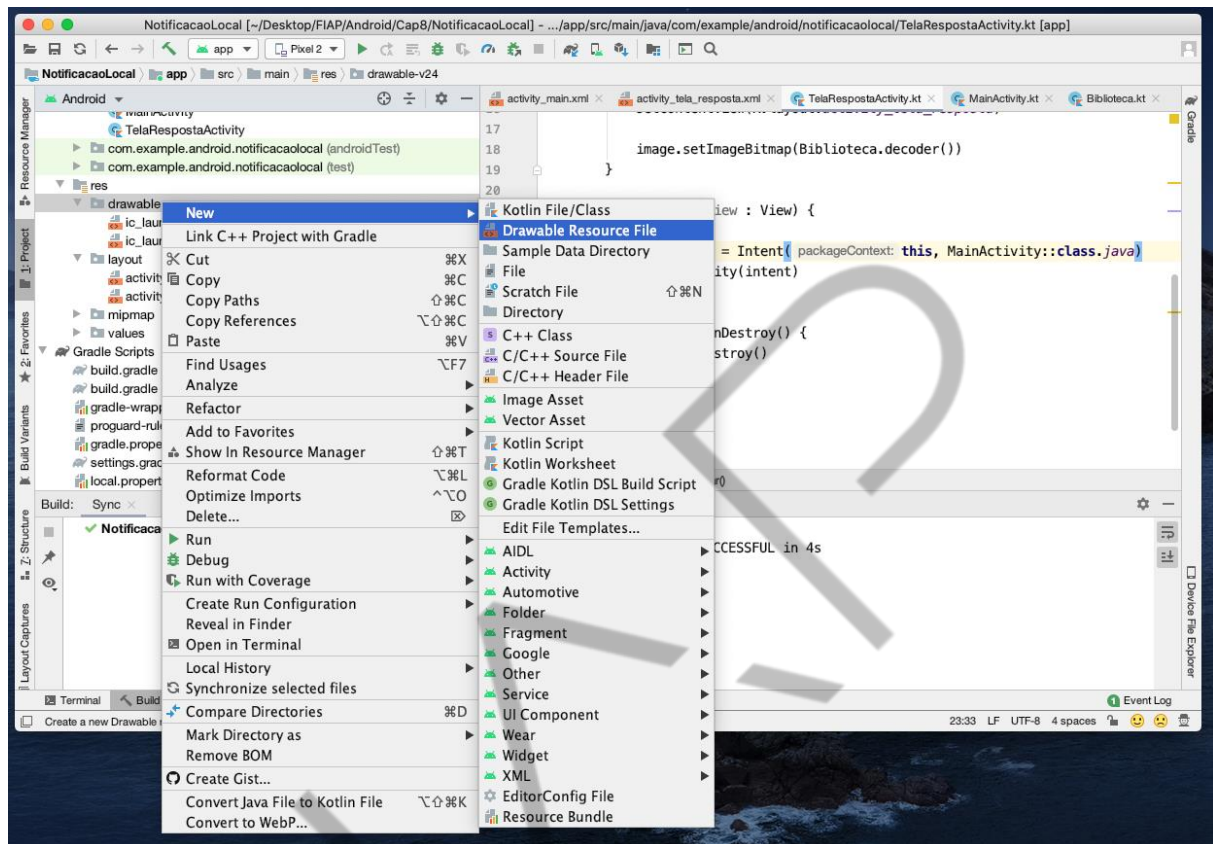 NotificacaoLocal [~/Desktop/FIAP/Android/Cap8/NotificacaoLocal] - .../app/src/main/java/com/example/android/notificacaolocal/TelaRespostaActivity.kt [app]
app Pixel 2
NotificacaoLocal app src main res drawable-v24
Android
activity_main.xml activity_tela_resposta.xml TelaRespostaActivity.kt MainActivity.kt Biblioteca.kt
Resource Manager
1: Project
2: Favorites
Build Variants
Z: Structure
Layout Captures
MainActivity
TelaRespostaActivity
com.example.android.notificacaolocal (androidTest)
com.example.android.notificacaolocal (test)
res
drawable
ic_lau
ic_lau
layout
activit
activit
mipmap
values
Gradle Scripts
build.gradle
build.gradle
gradle-wrapp
proguard-rul
gradle.prope
settings.grad
local.propert
17
18 image.setImageBitmap(Biblioteca.decoder())
19 }
20
iew : View) {
= Intent( packageContext: this, MainActivity::class.java)
ity(intent)
nDestroy() {
stroy()
New
Link C++ Project with Gradle
Cut ⌘X
Copy ⌘C
Copy Paths ⇧⌘C
Copy References ⌥⇧⌘C
Paste ⌘V
Find Usages ⌥F7
Analyze
Refactor
Add to Favorites
Show In Resource Manager ⇧⌘T
Reformat Code ⌥⌘L
Optimize Imports ^⌥O
Delete... ⌦
Run
Debug
Run with Coverage
Create Run Configuration
Reveal in Finder
Open in Terminal
Local History
Synchronize selected files
Compare Directories ⌘D
Mark Directory as
Remove BOM
Create Gist...
Convert Java File to Kotlin File ⌥⇧⌘K
Convert to WebP...
Kotlin File/Class
Drawable Resource File
Sample Data Directory
File
Scratch File ⇧⌘N
Directory
C++ Class
C/C++ Source File
C/C++ Header File
Image Asset
Vector Asset
Kotlin Script
Kotlin Worksheet
Gradle Kotlin DSL Build Script
Gradle Kotlin DSL Settings
Edit File Templates...
AIDL
Activity
Automotive
Folder
Fragment
Google
Other
Service
UI Component
Wear
Widget
XML
EditorConfig File
Resource Bundle
Gradle
Device File Explorer
Build: Sync
Notificaca
CCESSFUL in 4s
Terminal Build
1 Event Log
Create a new Drawable
23:33 LF UTF-8 4 spaces